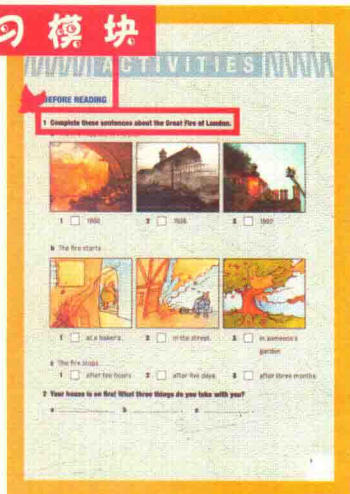 习模块
ACTIVITIES
BEFORE READING
1 Complete these sentences about the Great Fire of London.
1 1666. 2 3
b The fire starts
1 at a baker's. 2 in the street. 3 in someone's
garden.
c The fire stops
1 after two hours. 2 after five days. 3 after three months.
2 Your house is on fire! What three things do you take with you?
a b c